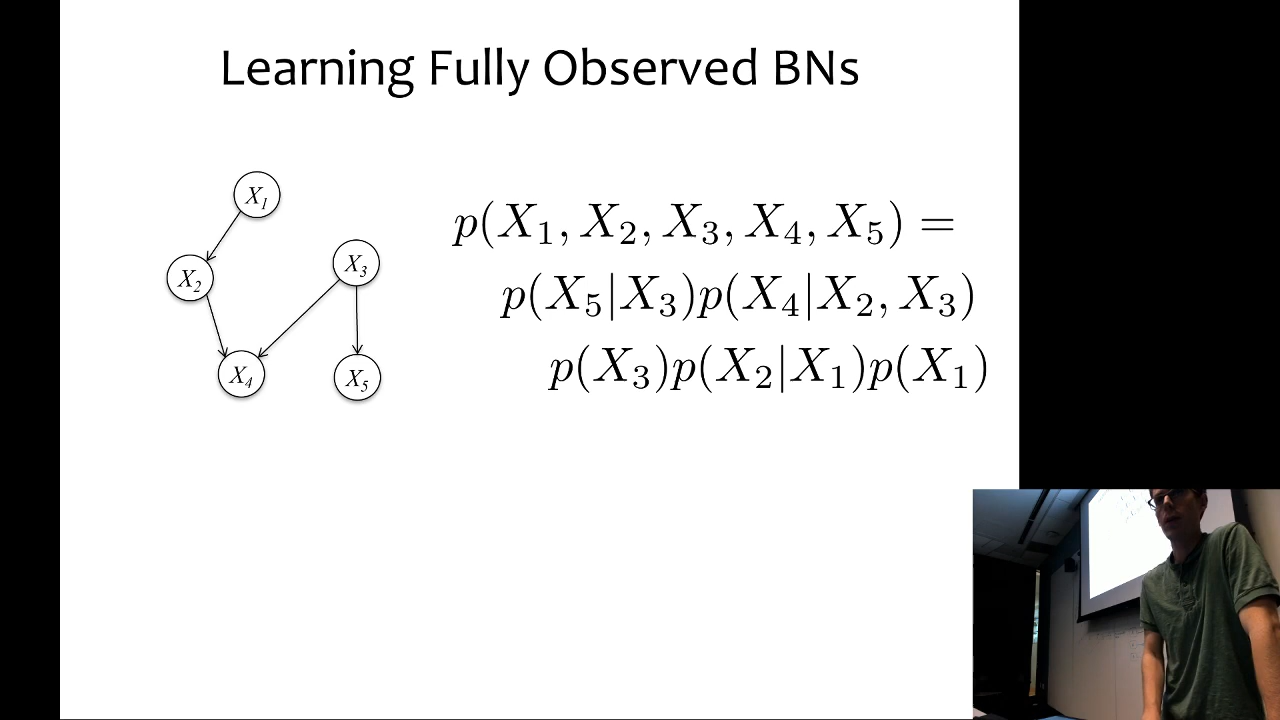 Learning Fully Observed BNs
X₁
X₂
X₃
X₄
X₅
p(X₁, X₂, X₃, X₄, X₅) =
p(X₅|X₃)p(X₄|X₂, X₃)
p(X₃)p(X₂|X₁)p(X₁)